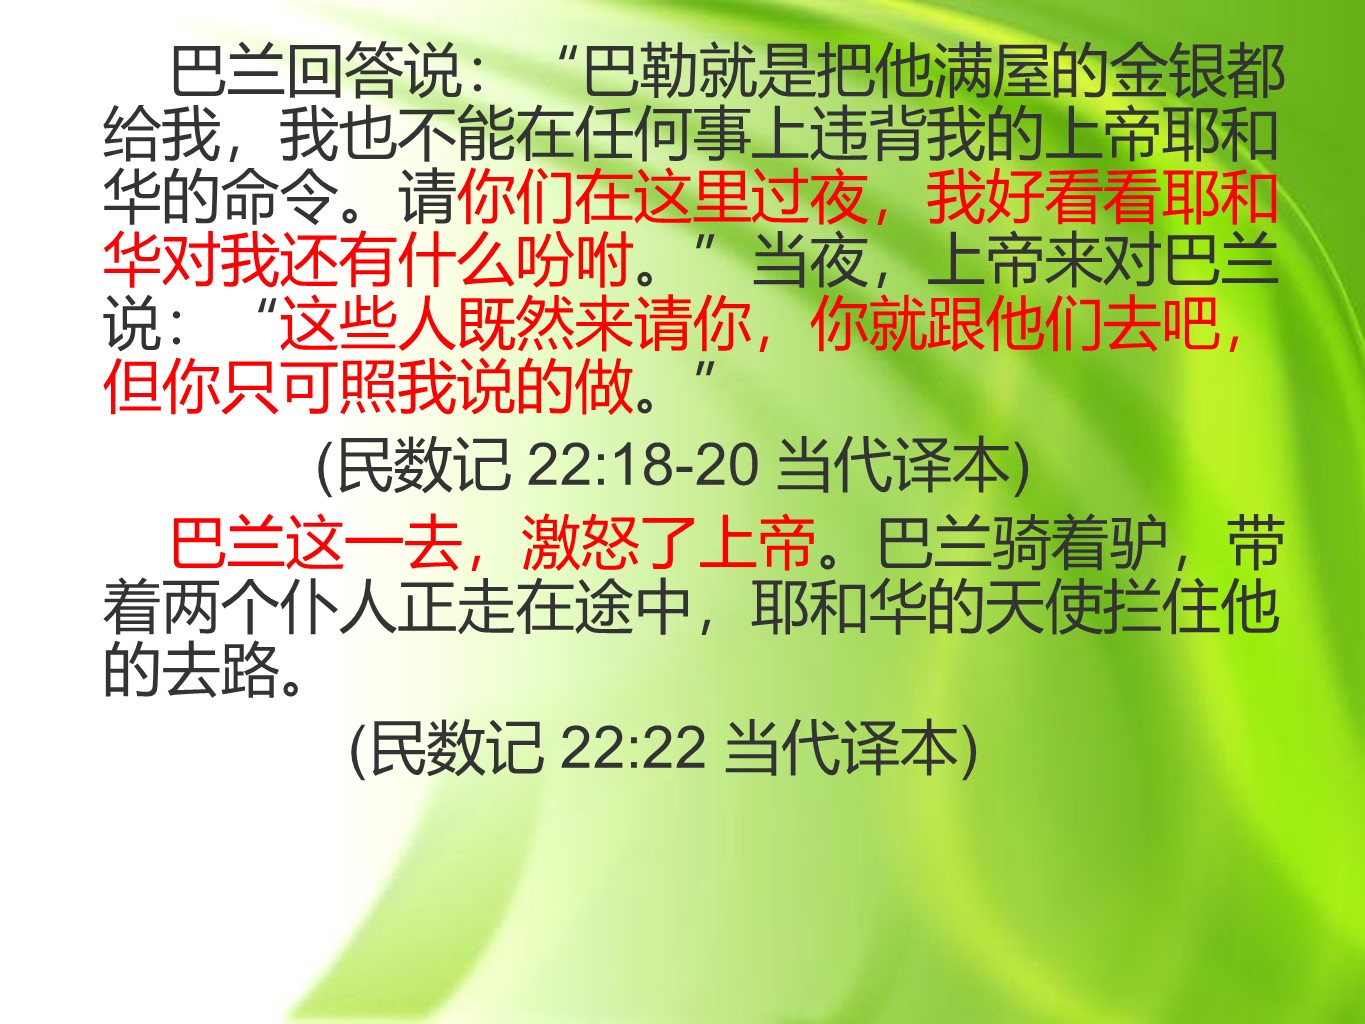 巴兰回答说：“巴勒就是把他满屋的金银都
给我，我也不能在任何事上违背我的上帝耶和
华的命令。请你们在这里过夜，我好看看耶和
华对我还有什么吩咐。”当夜，上帝来对巴兰
说：“这些人既然来请你，你就跟他们去吧，
但你只可照我说的做。”
(民数记 22:18-20 当代译本)
巴兰这一去，激怒了上帝。巴兰骑着驴，带
着两个仆人正走在途中，耶和华的天使拦住他
的去路。
(民数记 22:22 当代译本)